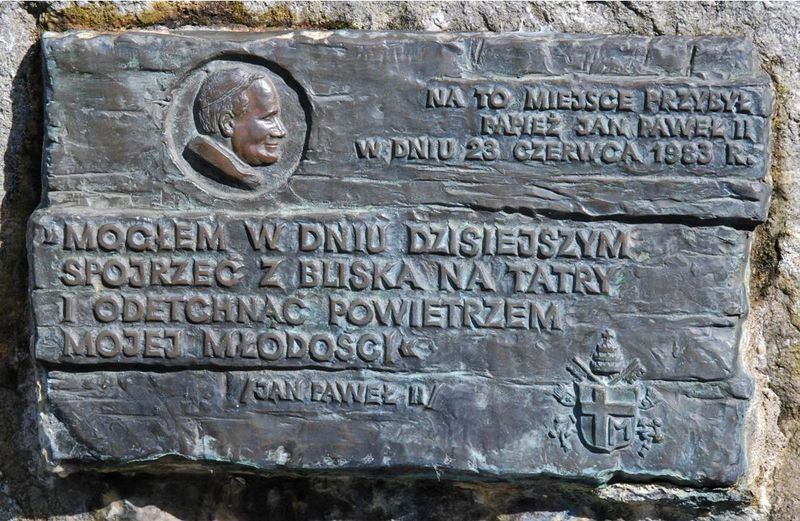 NA TO MIEJSCE PRZYBYŁ
PAPIEŻ JAN PAWEŁ II
W DNIU 23 CZERWCA 1983 R.
»MOGŁEM W DNIU DZISIEJSZYM
SPOJRZEĆ Z BLISKA NA TATRY
I ODETCHNĄĆ POWIETRZEM
MOJEJ MŁODOŚCI«
/JAN PAWEŁ II/
M